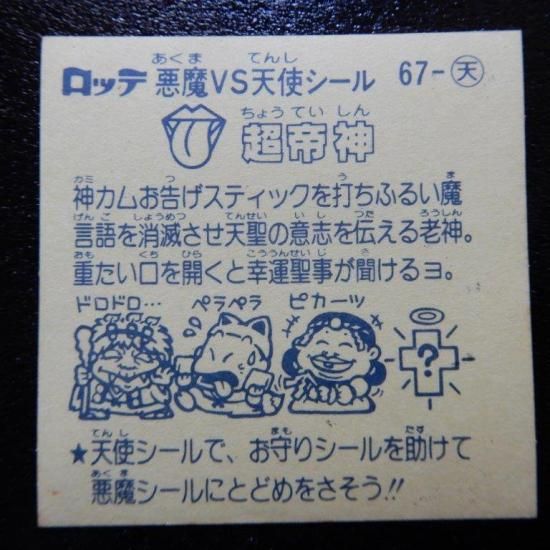 ロッテ 悪魔VS天使シール 67-天
超帝神
神カムお告げスティックを打ちふるい魔
言語を消滅させ天聖の意志を伝える老神。
重たい口を開くと幸運聖事が聞けるヨ。
ドロドロ… ペラペラ ピカーッ
?
★天使シールで、お守りシールを助けて
悪魔シールにとどめをさそう!!